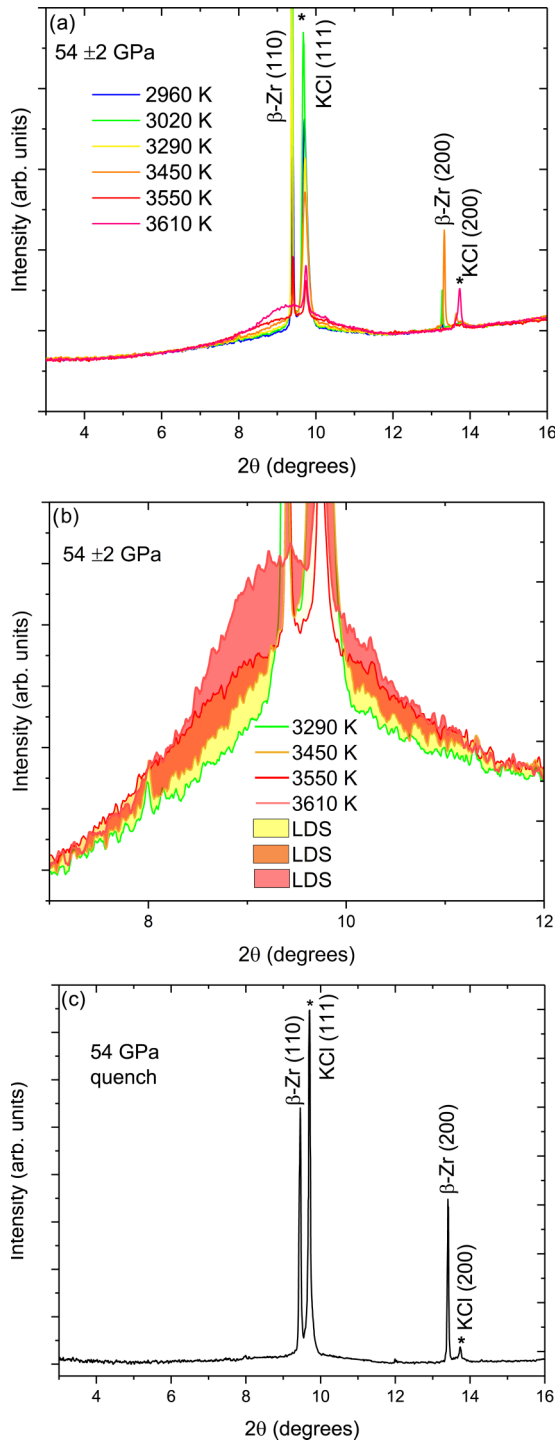 (a)
54 ±2 GPa
2960 K
3020 K
3290 K
3450 K
3550 K
3610 K
β-Zr (110)
*
KCl (111)
β-Zr (200)
* KCl (200)
Intensity (arb. units)
4 6 8 10 12 14 16
2θ (degrees)
(b)
54 ±2 GPa
3290 K
3450 K
3550 K
3610 K
LDS
LDS
LDS
Intensity (arb. units)
8 10 12
2θ (degrees)
(c)
54 GPa
quench
β-Zr (110)
*
KCl (111)
β-Zr (200)
* KCl (200)
Intensity (arb. units)
4 6 8 10 12 14 16
2θ (degrees)